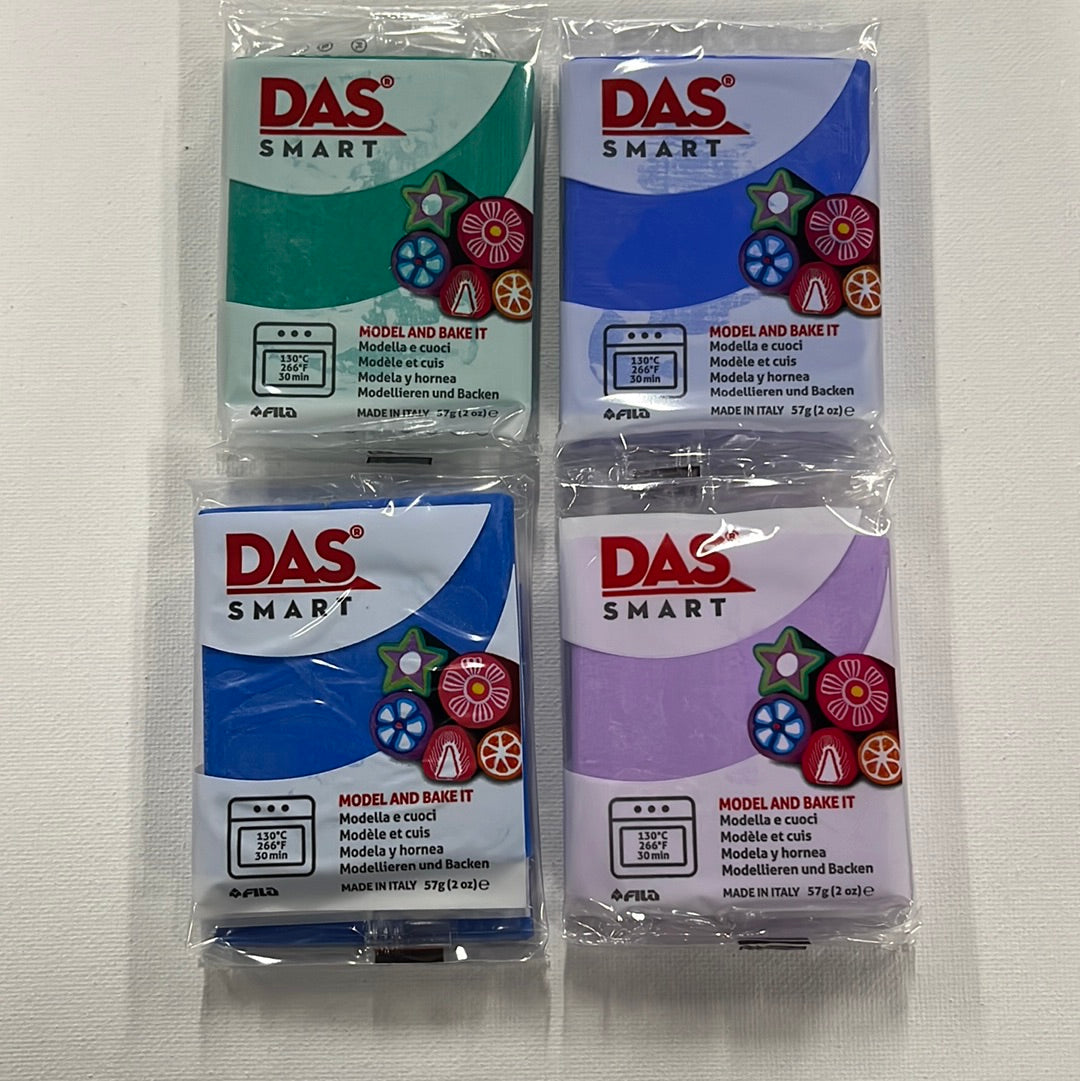 DAS®
SMART
MODEL AND BAKE IT
130°C
266°F
30 min
Modella e cuoci
Modèle et cuis
Modela y hornea
Modellieren und Backen
FILA
MADE IN ITALY 57g (2 oz) ℮
DAS®
SMART
MODEL AND BAKE IT
130°C
266°F
30 min
Modella e cuoci
Modèle et cuis
Modela y hornea
Modellieren und Backen
FILA
MADE IN ITALY 57g (2 oz) ℮
DAS®
SMART
MODEL AND BAKE IT
130°C
266°F
30 min
Modella e cuoci
Modèle et cuis
Modela y hornea
Modellieren und Backen
FILA
MADE IN ITALY 57g (2 oz) ℮
DAS®
SMART
MODEL AND BAKE IT
130°C
266°F
30 min
Modella e cuoci
Modèle et cuis
Modela y hornea
Modellieren und Backen
FILA
MADE IN ITALY 57g (2 oz) ℮